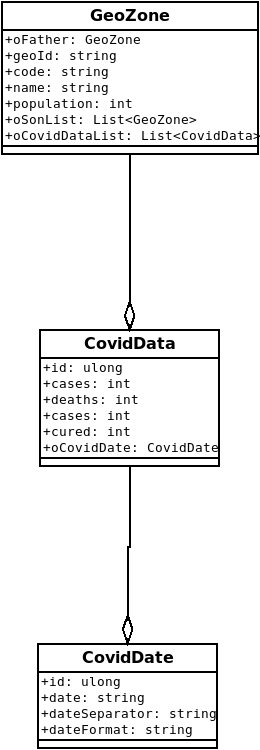 GeoZone
+oFather: GeoZone
+geoId: string
+code: string
+name: string
+population: int
+oSonList: List<GeoZone>
+oCovidDataList: List<CovidData>
CovidData
+id: ulong
+cases: int
+deaths: int
+cases: int
+cured: int
+oCovidDate: CovidDate
CovidDate
+id: ulong
+date: string
+dateSeparator: string
+dateFormat: string